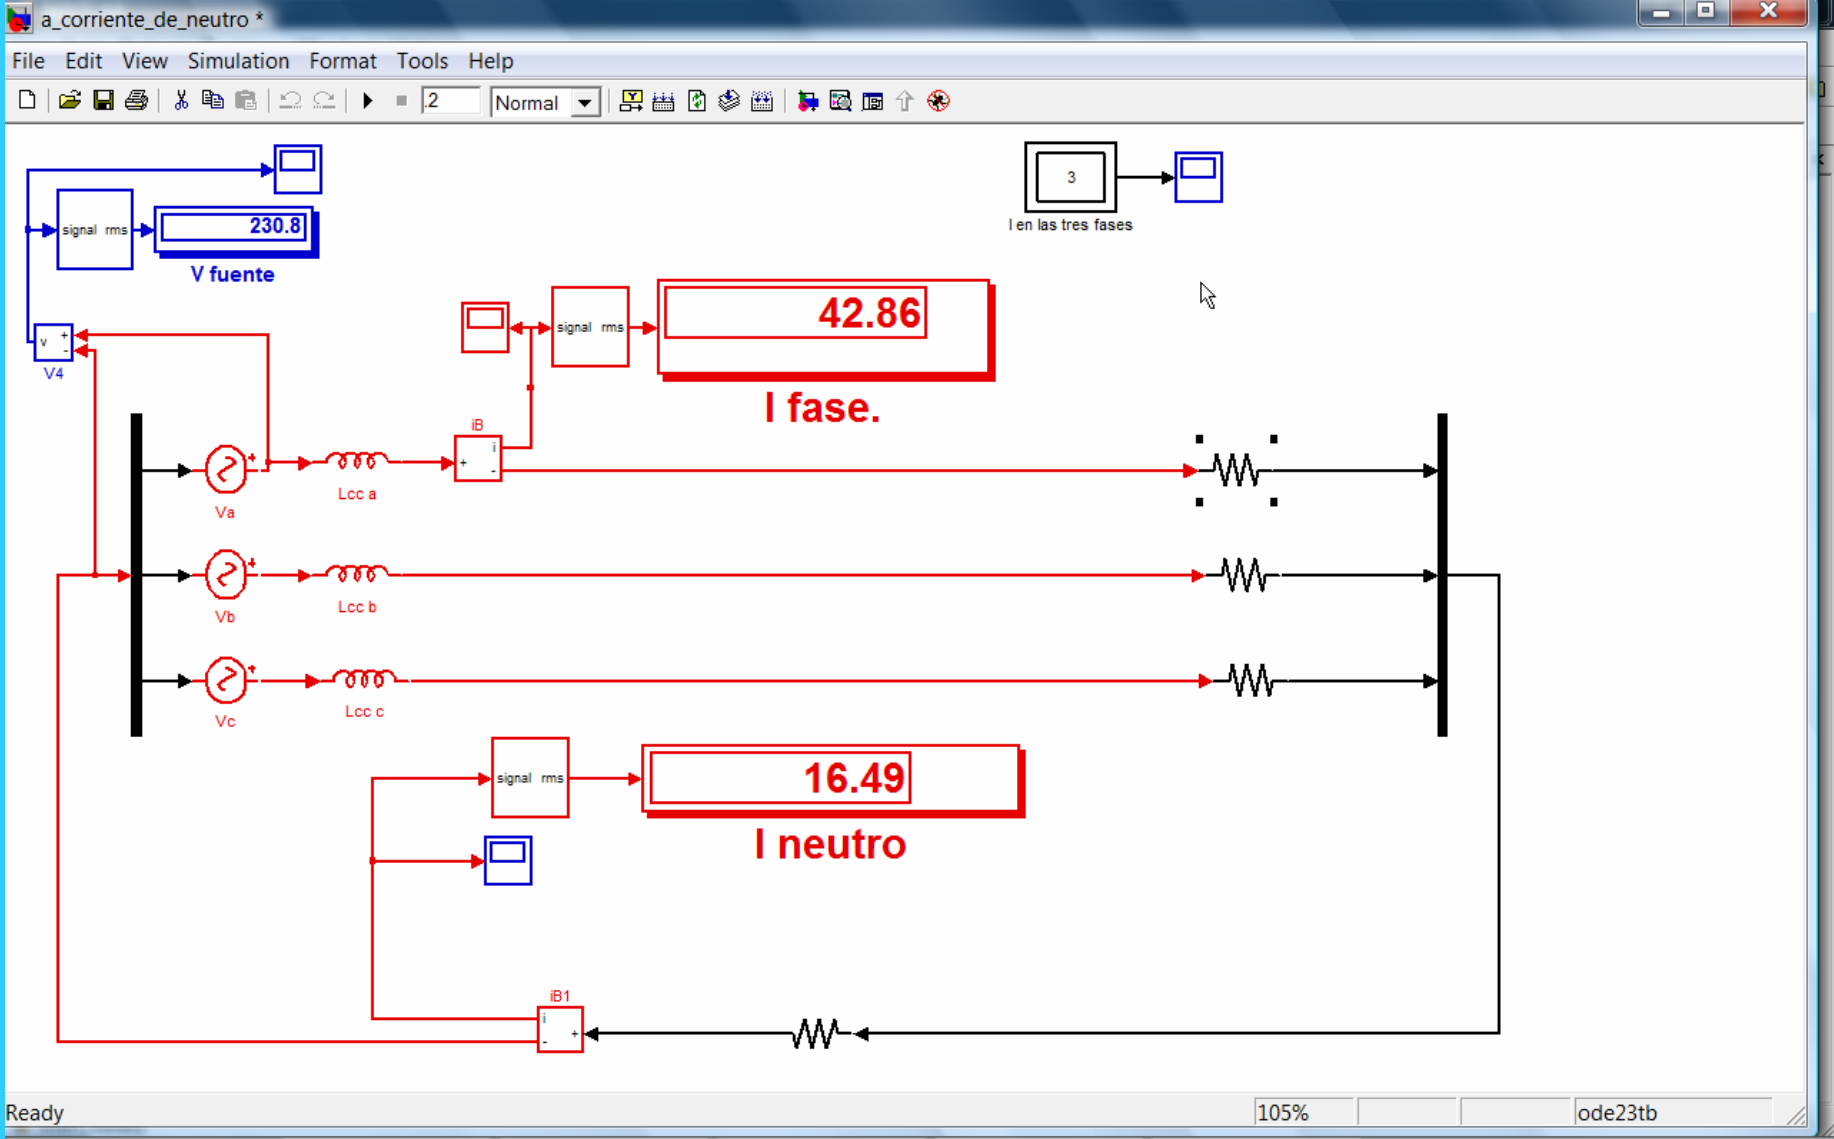 a_corriente_de_neutro *
File Edit View Simulation Format Tools Help
.2 Normal
3
I en las tres fases
signal rms
230.8
V fuente
signal rms
42.86
I fase.
v + -
V4
iB
+ i -
Va
Lcc a
Vb
Lcc b
Vc
Lcc c
signal rms
16.49
I neutro
iB1
i + -
Ready 105% ode23tb